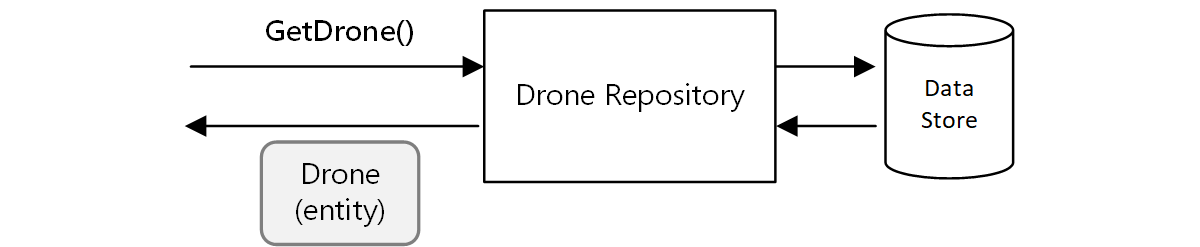 GetDrone()
Drone Repository
Data
Store
Drone
(entity)